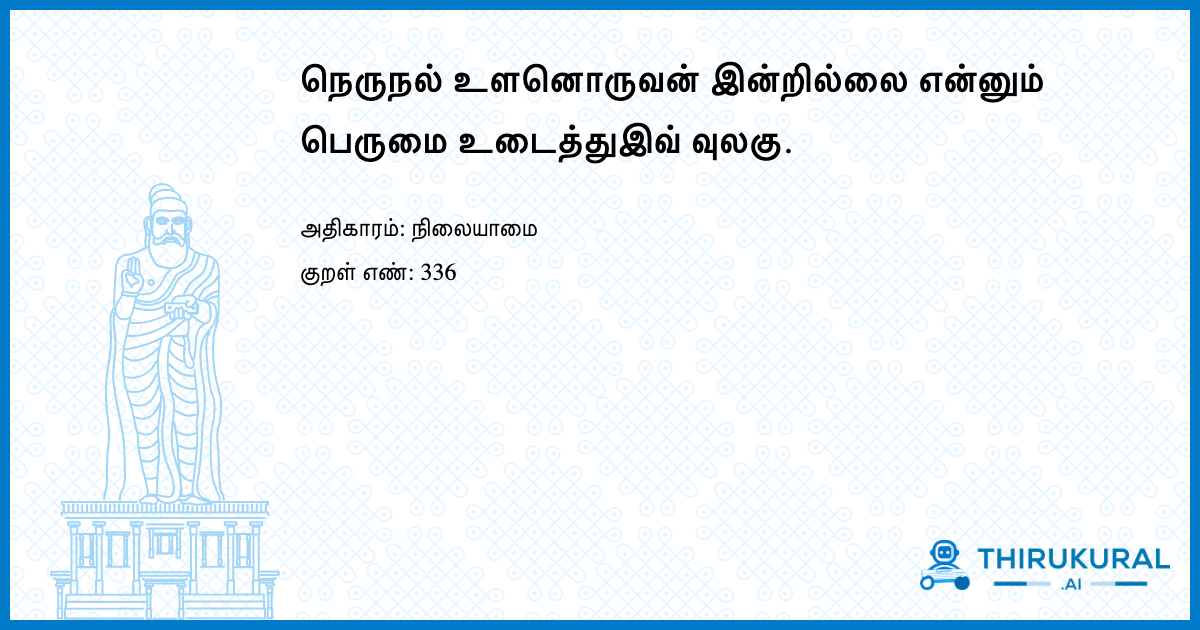 நெருநல் உளனொருவன் இன்றில்லை என்னும்
பெருமை உடைத்துஇவ் வுலகு.
அதிகாரம்: நிலையாமை
குறள் எண்: 336
THIRUKURAL
.AI